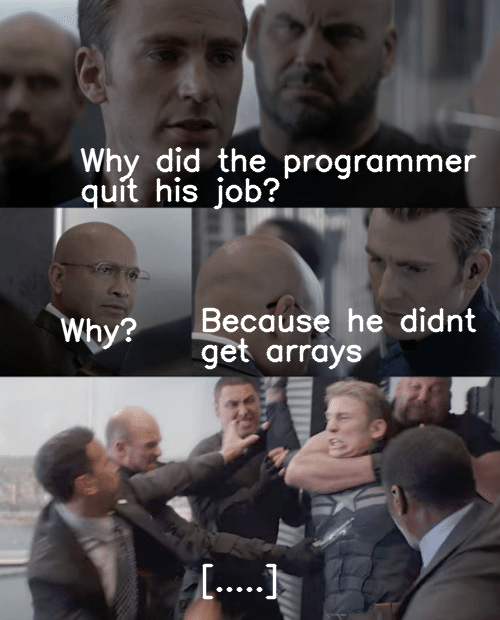 Why did the programmer
quit his job?
Why?
Because he didnt
get arrays
[.....]